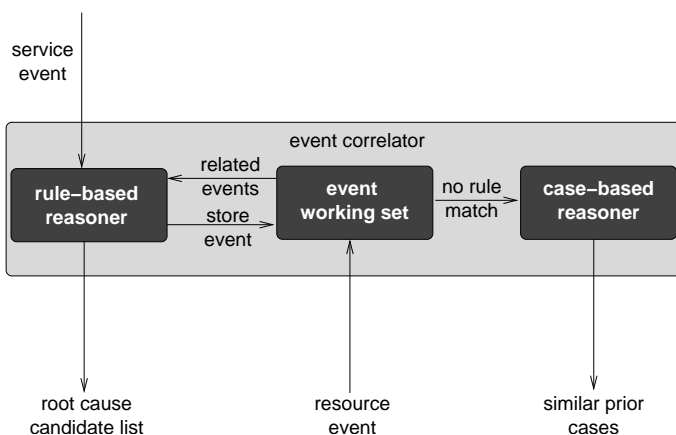 service
event
event correlator
rule–based
reasoner
related
events
store
event
event
working set
no rule
match
case–based
reasoner
root cause
candidate list
resource
event
similar prior
cases